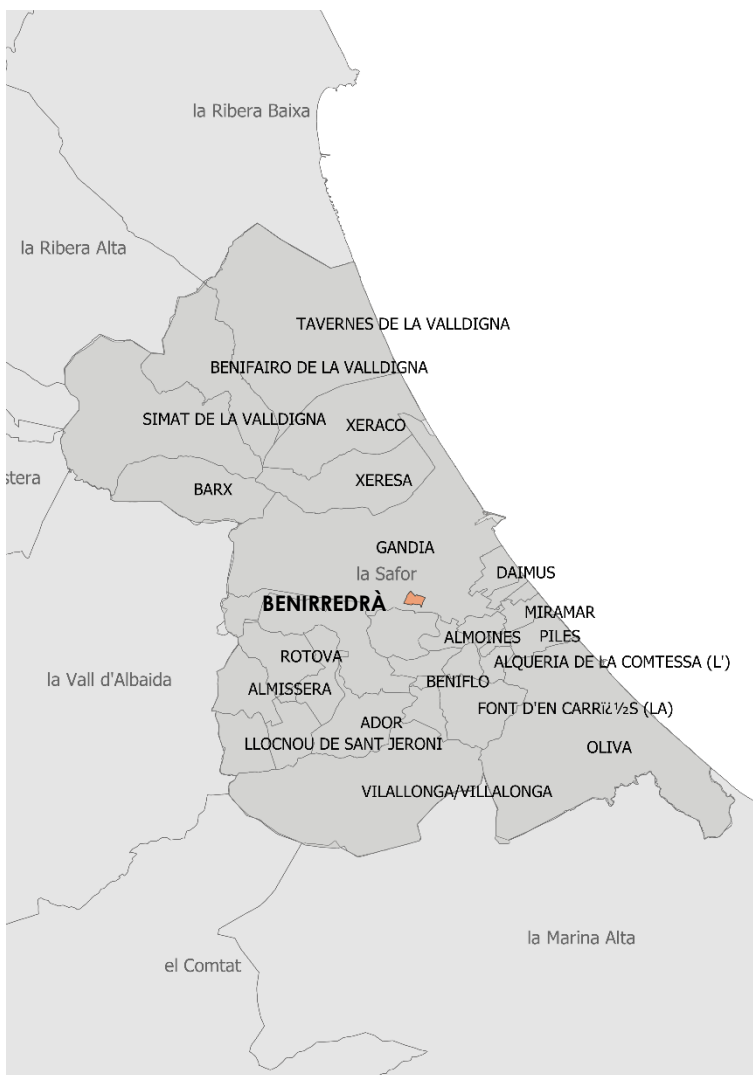 la Ribera Baixa
la Ribera Alta
TAVERNES DE LA VALLDIGNA
BENIFAIRO DE LA VALLDIGNA
SIMAT DE LA VALLDIGNA
XERACO
stera
BARX
XERESA
GANDIA
la Safor
DAIMUS
BENIRREDRÀ
MIRAMAR
ALMOINES
PILES
ROTOVA
ALQUERIA DE LA COMTESSA (L')
la Vall d'Albaida
ALMISSERA
BENIFLO
FONT D'EN CARRï¿½S (LA)
ADOR
LLOCNOU DE SANT JERONI
OLIVA
VILALLONGA/VILLALONGA
la Marina Alta
el Comtat